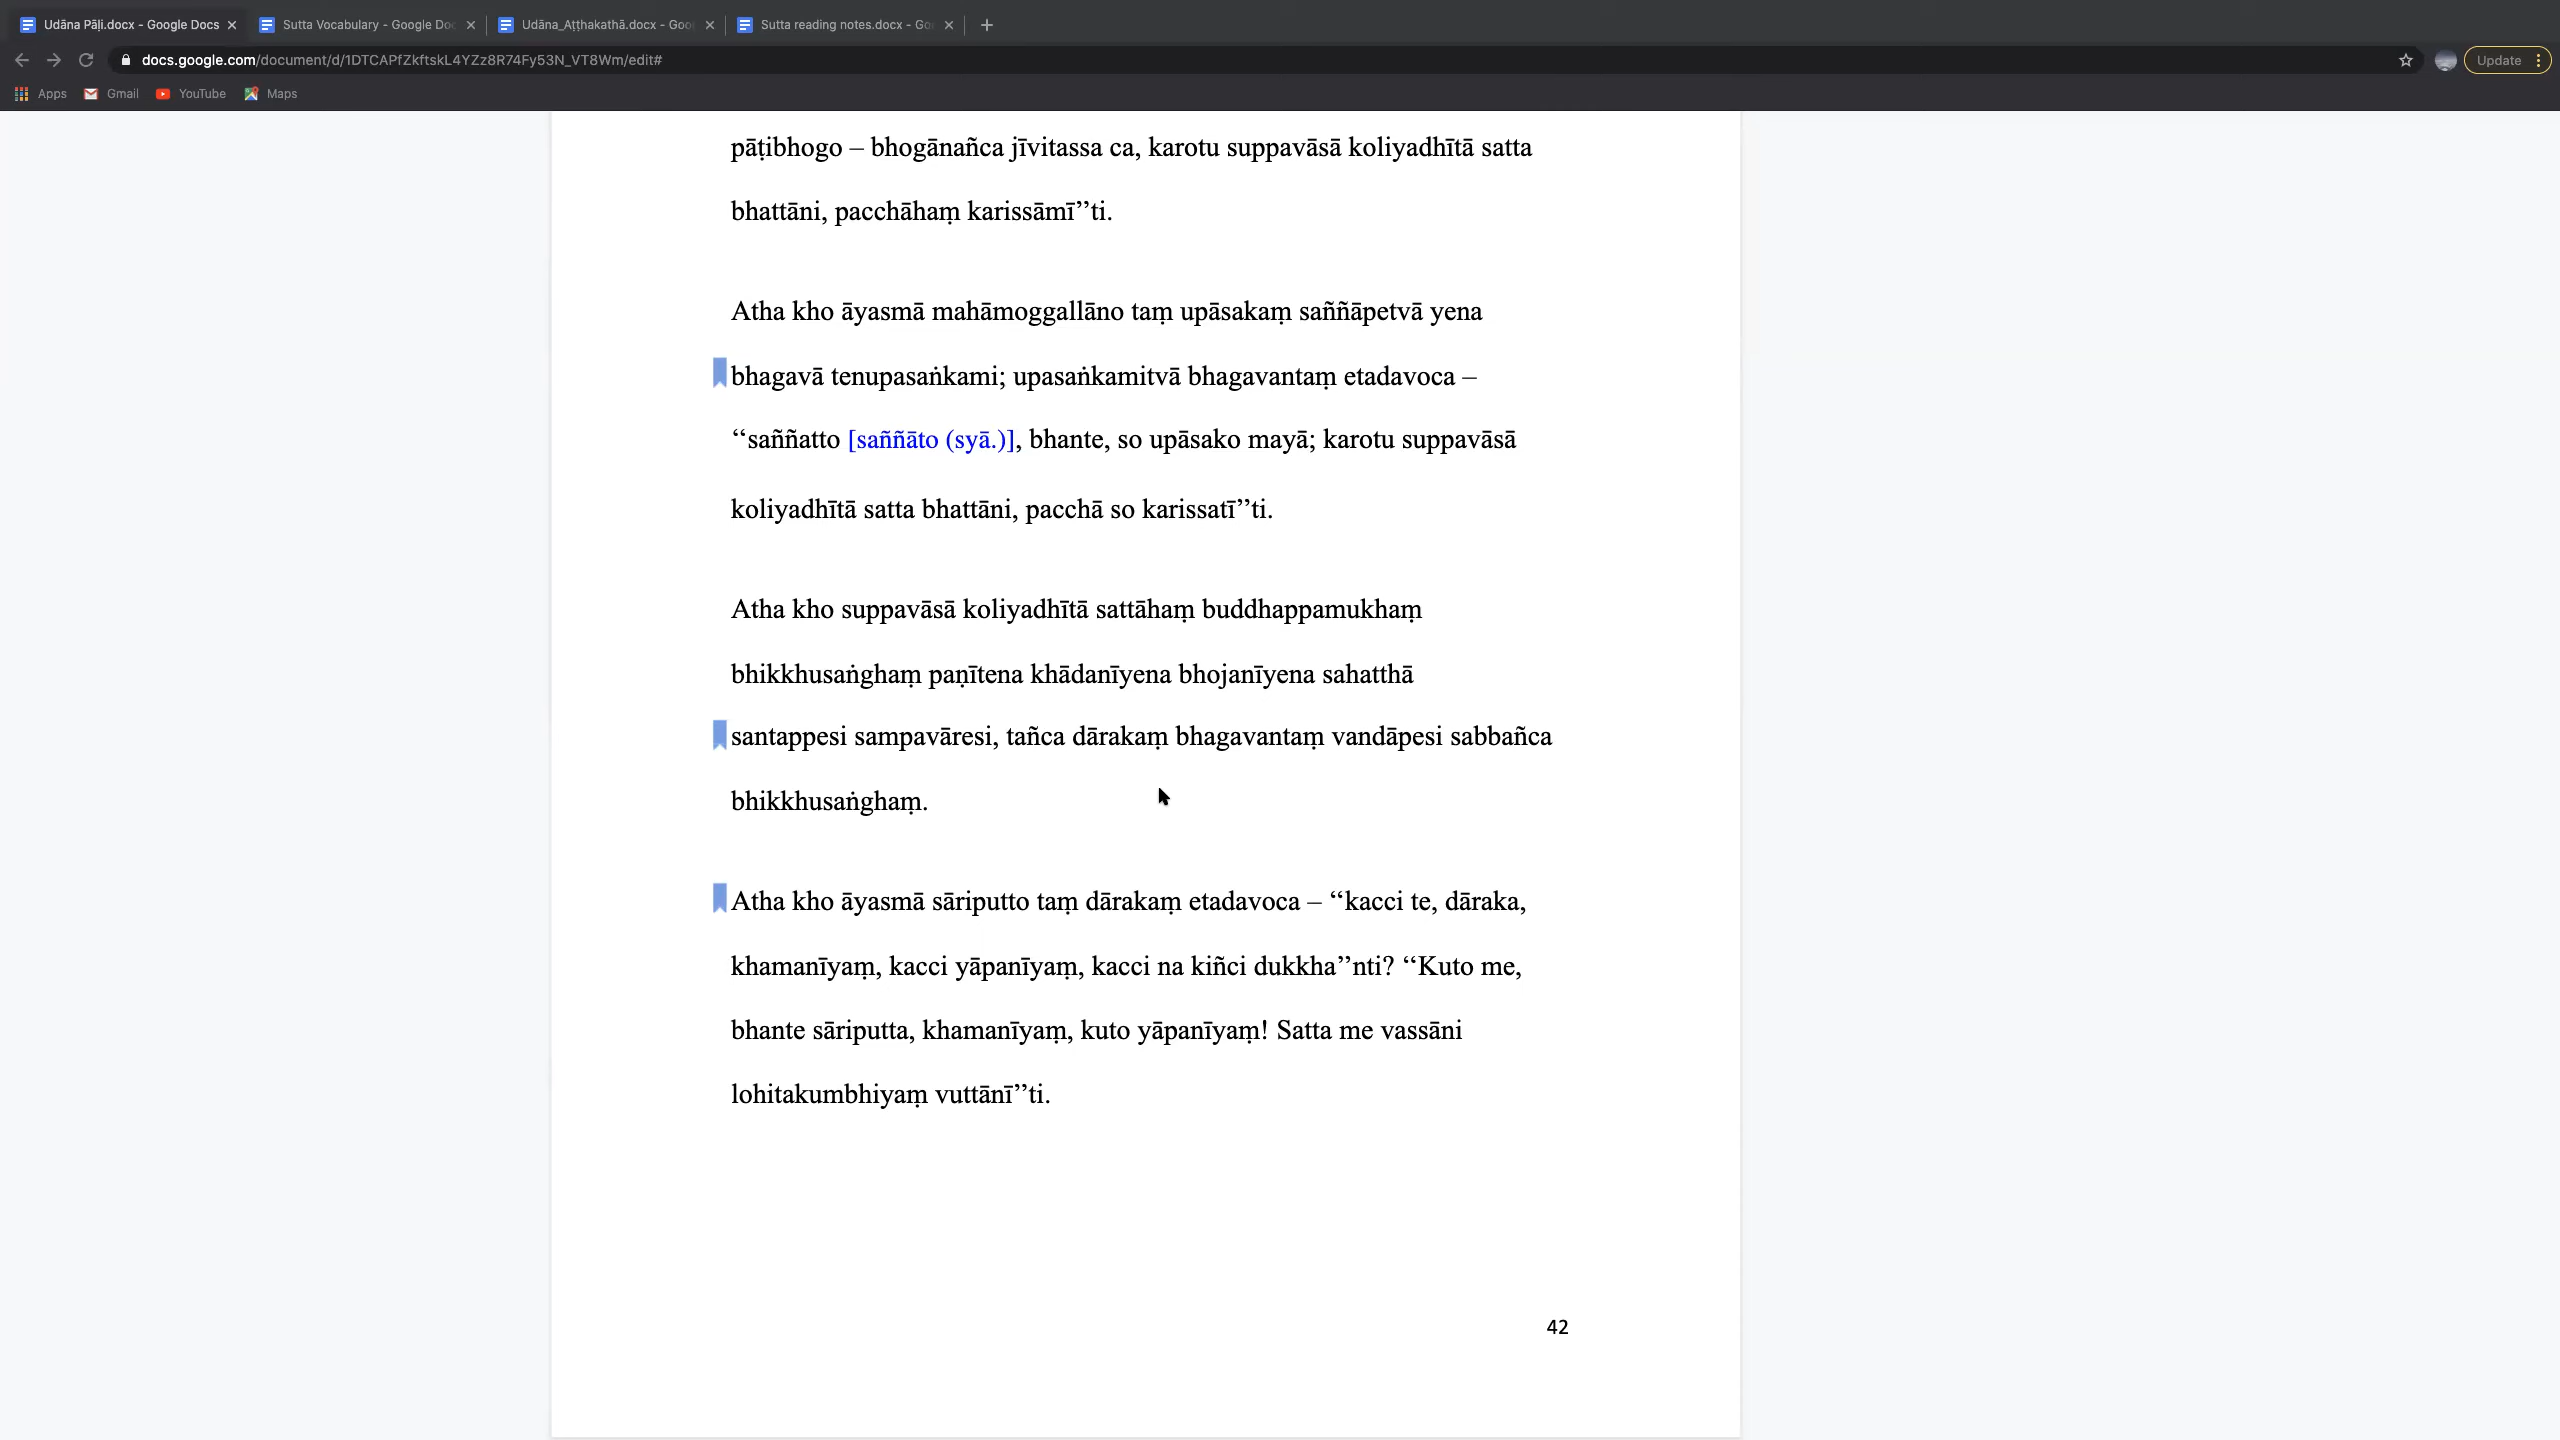 Udāna Pāḷi.docx - Google Docs
Sutta Vocabulary - Google Doc
Udāna_Aṭṭhakathā.docx - Goo
Sutta reading notes.docx - Go
docs.google.com/document/d/1DTCAPfZkftskL4YZz8R74Fy53N_VT8Wm/edit#
Update
Apps
Gmail
YouTube
Maps
pāṭibhogo – bhogānañca jīvitassa ca, karotu suppavāsā koliyadhītā satta
bhattāni, pacchāhaṃ karissāmī’’ti.
Atha kho āyasmā mahāmoggallāno taṃ upāsakaṃ saññāpetvā yena
bhagavā tenupasaṅkami; upasaṅkamitvā bhagavantaṃ etadavoca –
‘‘saññatto [saññāto (syā.)], bhante, so upāsako mayā; karotu suppavāsā
koliyadhītā satta bhattāni, pacchā so karissatī’’ti.
Atha kho suppavāsā koliyadhītā sattāhaṃ buddhappamukhaṃ
bhikkhusaṅghaṃ paṇītena khādanīyena bhojanīyena sahatthā
santappesi sampavāresi, tañca dārakaṃ bhagavantaṃ vandāpesi sabbañca
bhikkhusaṅghaṃ.
Atha kho āyasmā sāriputto taṃ dārakaṃ etadavoca – ‘‘kacci te, dāraka,
khamanīyaṃ, kacci yāpanīyaṃ, kacci na kiñci dukkha’’nti? ‘‘Kuto me,
bhante sāriputta, khamanīyaṃ, kuto yāpanīyaṃ! Satta me vassāni
lohitakumbhiyaṃ vuttānī’’ti.
42